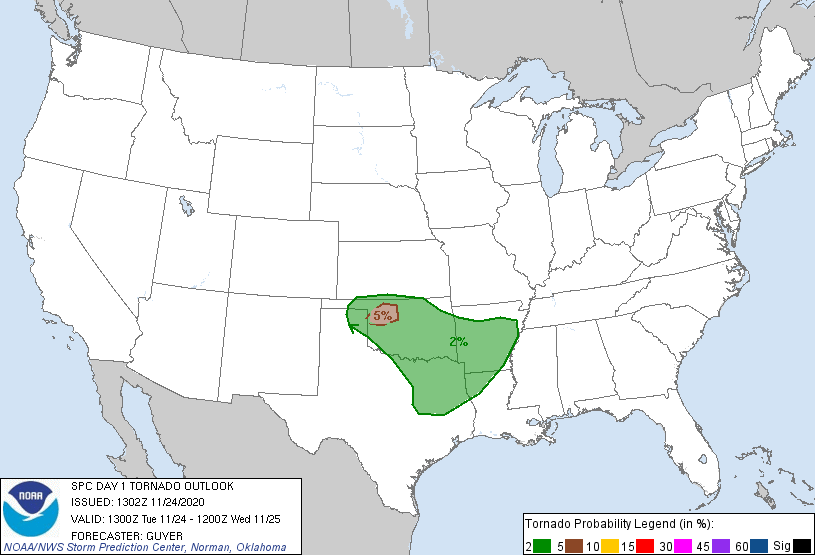 5%
2%
NOAA
SPC DAY 1 TORNADO OUTLOOK
ISSUED: 1302Z 11/24/2020
VALID: 1300Z Tue 11/24 - 1200Z Wed 11/25
FORECASTER: GUYER
NOAA/NWS Storm Prediction Center, Norman, Oklahoma
Tornado Probability Legend (in %):
2 5 10 15 30 45 60 Sig